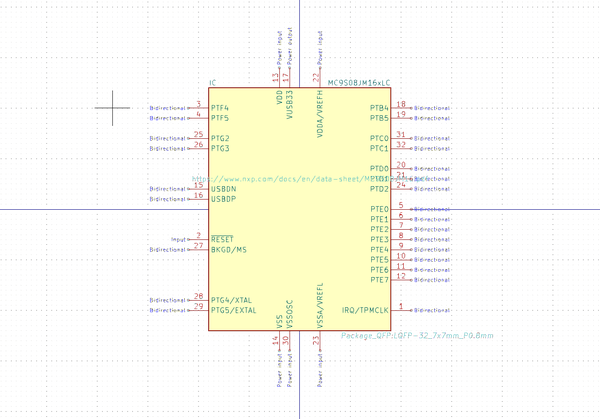 Power input
Power output
Power input
13
17
22
IC
MC9S08JM16xLC
VDD
VUSB33
VDDA/VREFH
Bidirectional 3 PTF4
PTB4 18 Bidirectional
Bidirectional 4 PTF5
PTB5 19 Bidirectional
Bidirectional 25 PTG2
PTC0 31 Bidirectional
Bidirectional 26 PTG3
PTC1 32 Bidirectional
PTD0 20 Bidirectional
https://www.nxp.com/docs/en/data-sheet/
PTD1 21 Bidirectional
Bidirectional 15 USBDN
PTD2 24 Bidirectional
Bidirectional 16 USBDP
PTE0 5 Bidirectional
PTE1 6 Bidirectional
PTE2 7 Bidirectional
Input 2 RESET
PTE3 8 Bidirectional
Bidirectional 27 BKGD/MS
PTE4 9 Bidirectional
PTE5 10 Bidirectional
PTE6 11 Bidirectional
PTE7 12 Bidirectional
Bidirectional 28 PTG4/XTAL
Bidirectional 29 PTG5/EXTAL
IRQ/TPMCLK 1 Bidirectional
VSS
VSSOSC
VSSA/VREFL
14
30
23
Package_QFP:LQFP-32_7x7mm_P0.8mm
Power input
Power input
Power input